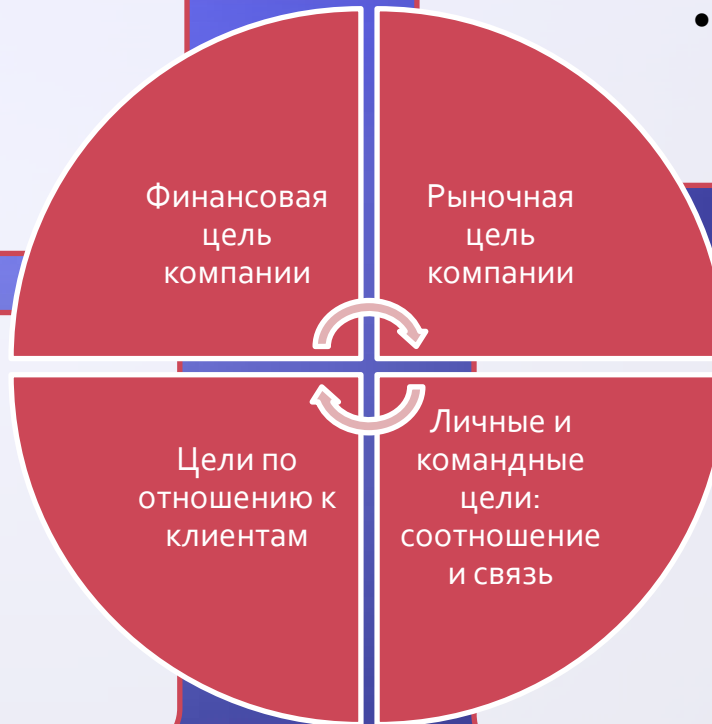 Финансовая
цель
компании
Рыночная
цель
компании
Цели по
отношению к
клиентам
Личные и
командные
цели:
соотношение
и связь